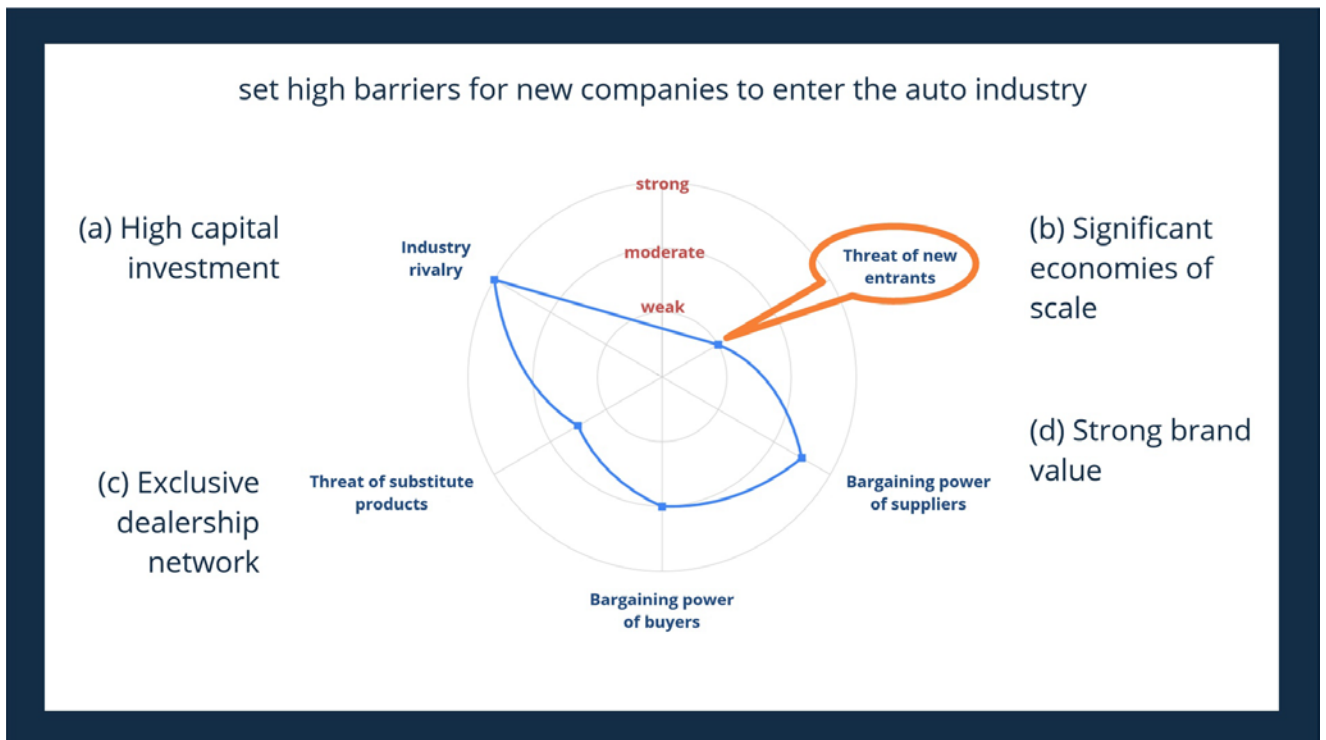 set high barriers for new companies to enter the auto industry
(a) High capital
investment
(b) Significant
economies of
scale
(c) Exclusive
dealership
network
(d) Strong brand
value
strong
moderate
weak
Industry
rivalry
Threat of new
entrants
Threat of substitute
products
Bargaining power
of suppliers
Bargaining power
of buyers